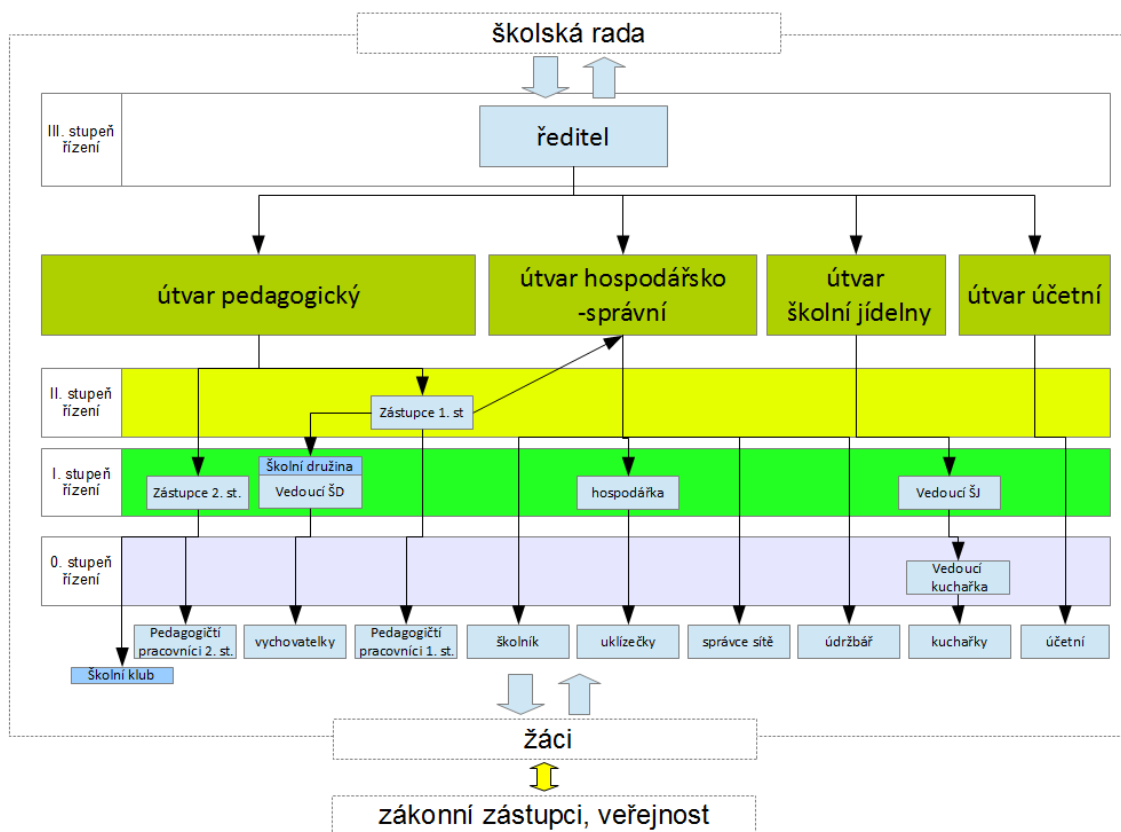 školská rada
III. stupeň
řízení
ředitel
útvar pedagogický
útvar hospodářsko
-správní
útvar
školní jídelny
útvar účetní
II. stupeň
řízení
Zástupce 1. st
I. stupeň
řízení
Zástupce 2. st.
Školní družina
Vedoucí ŠD
hospodářka
Vedoucí ŠJ
0. stupeň
řízení
Vedoucí
kuchařka
Pedagogičtí
pracovníci 2. st.
vychovatelky
Pedagogičtí
pracovníci 1. st.
školník
uklízečky
správce sítě
údržbář
kuchařky
účetní
Školní klub
žáci
zákonní zástupci, veřejnost